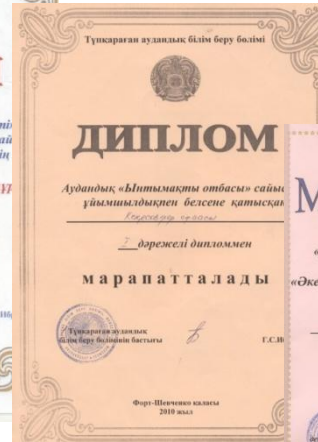 Түпқараған аудандық білім беру бөлімі
ДИПЛОМ
Аудандық «Ынтымақты отбасы»
ұйымшылдықпен белсене қатысқан
I дәрежелі дипломмен
марапатталады
Түпқараған аудандық
білім беру бөлімінің бастығы
Форт-Шевченко қаласы
2010 жыл
М